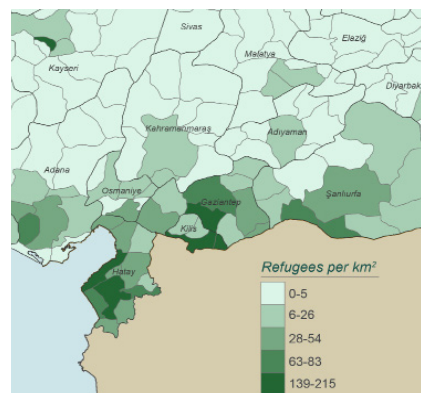 Sivas
Elazığ
Malatya
Kayseri
Diyarbak
Kahramanmaraş
Adıyaman
Adana
Osmaniye
Şanlıurfa
Gaziantep
Kilis
Hatay
Refugees per km²
0-5
6-26
28-54
63-83
139-215